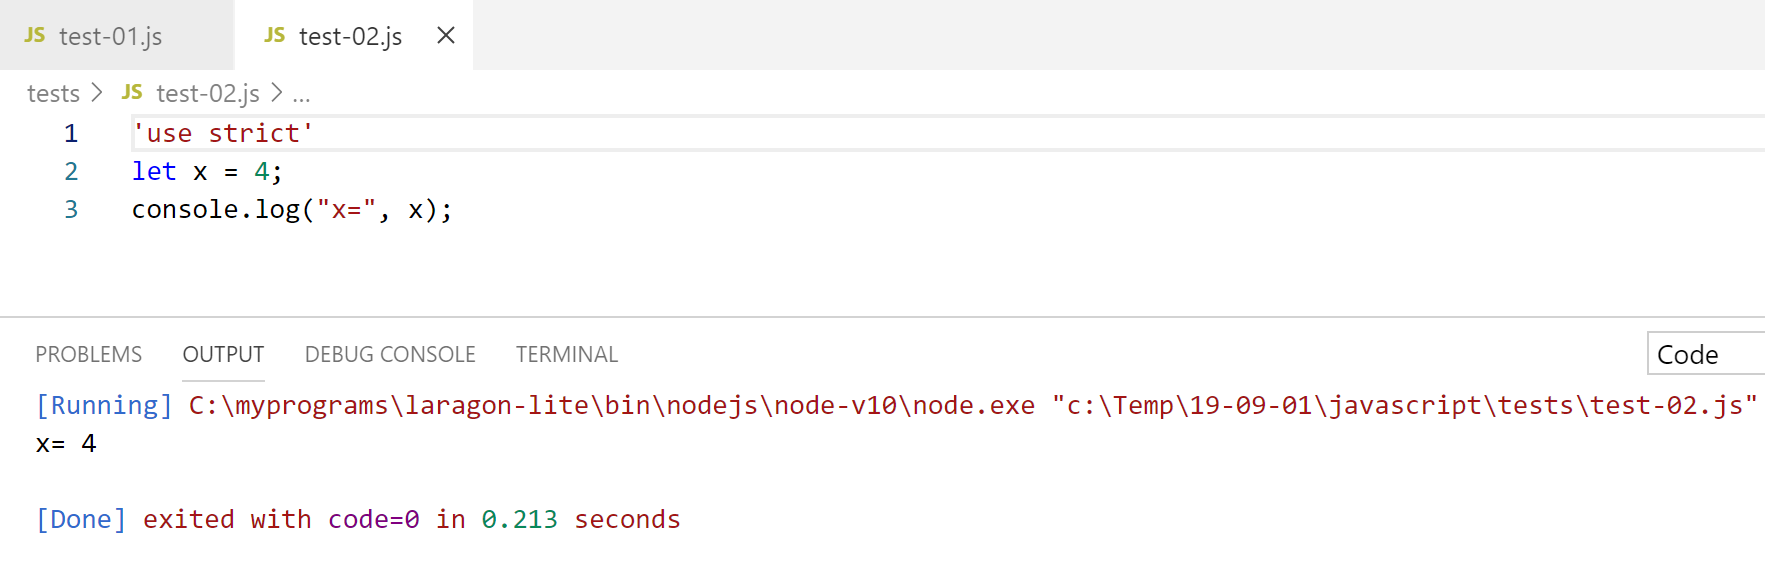 JS test-01.js JS test-02.js ×
tests > JS test-02.js > ...
1 'use strict'
2 let x = 4;
3 console.log("x=", x);
PROBLEMS OUTPUT DEBUG CONSOLE TERMINAL Code
[Running] C:\myprograms\laragon-lite\bin\nodejs\node-v10\node.exe "c:\Temp\19-09-01\javascript\tests\test-02.js"
x= 4
[Done] exited with code=0 in 0.213 seconds